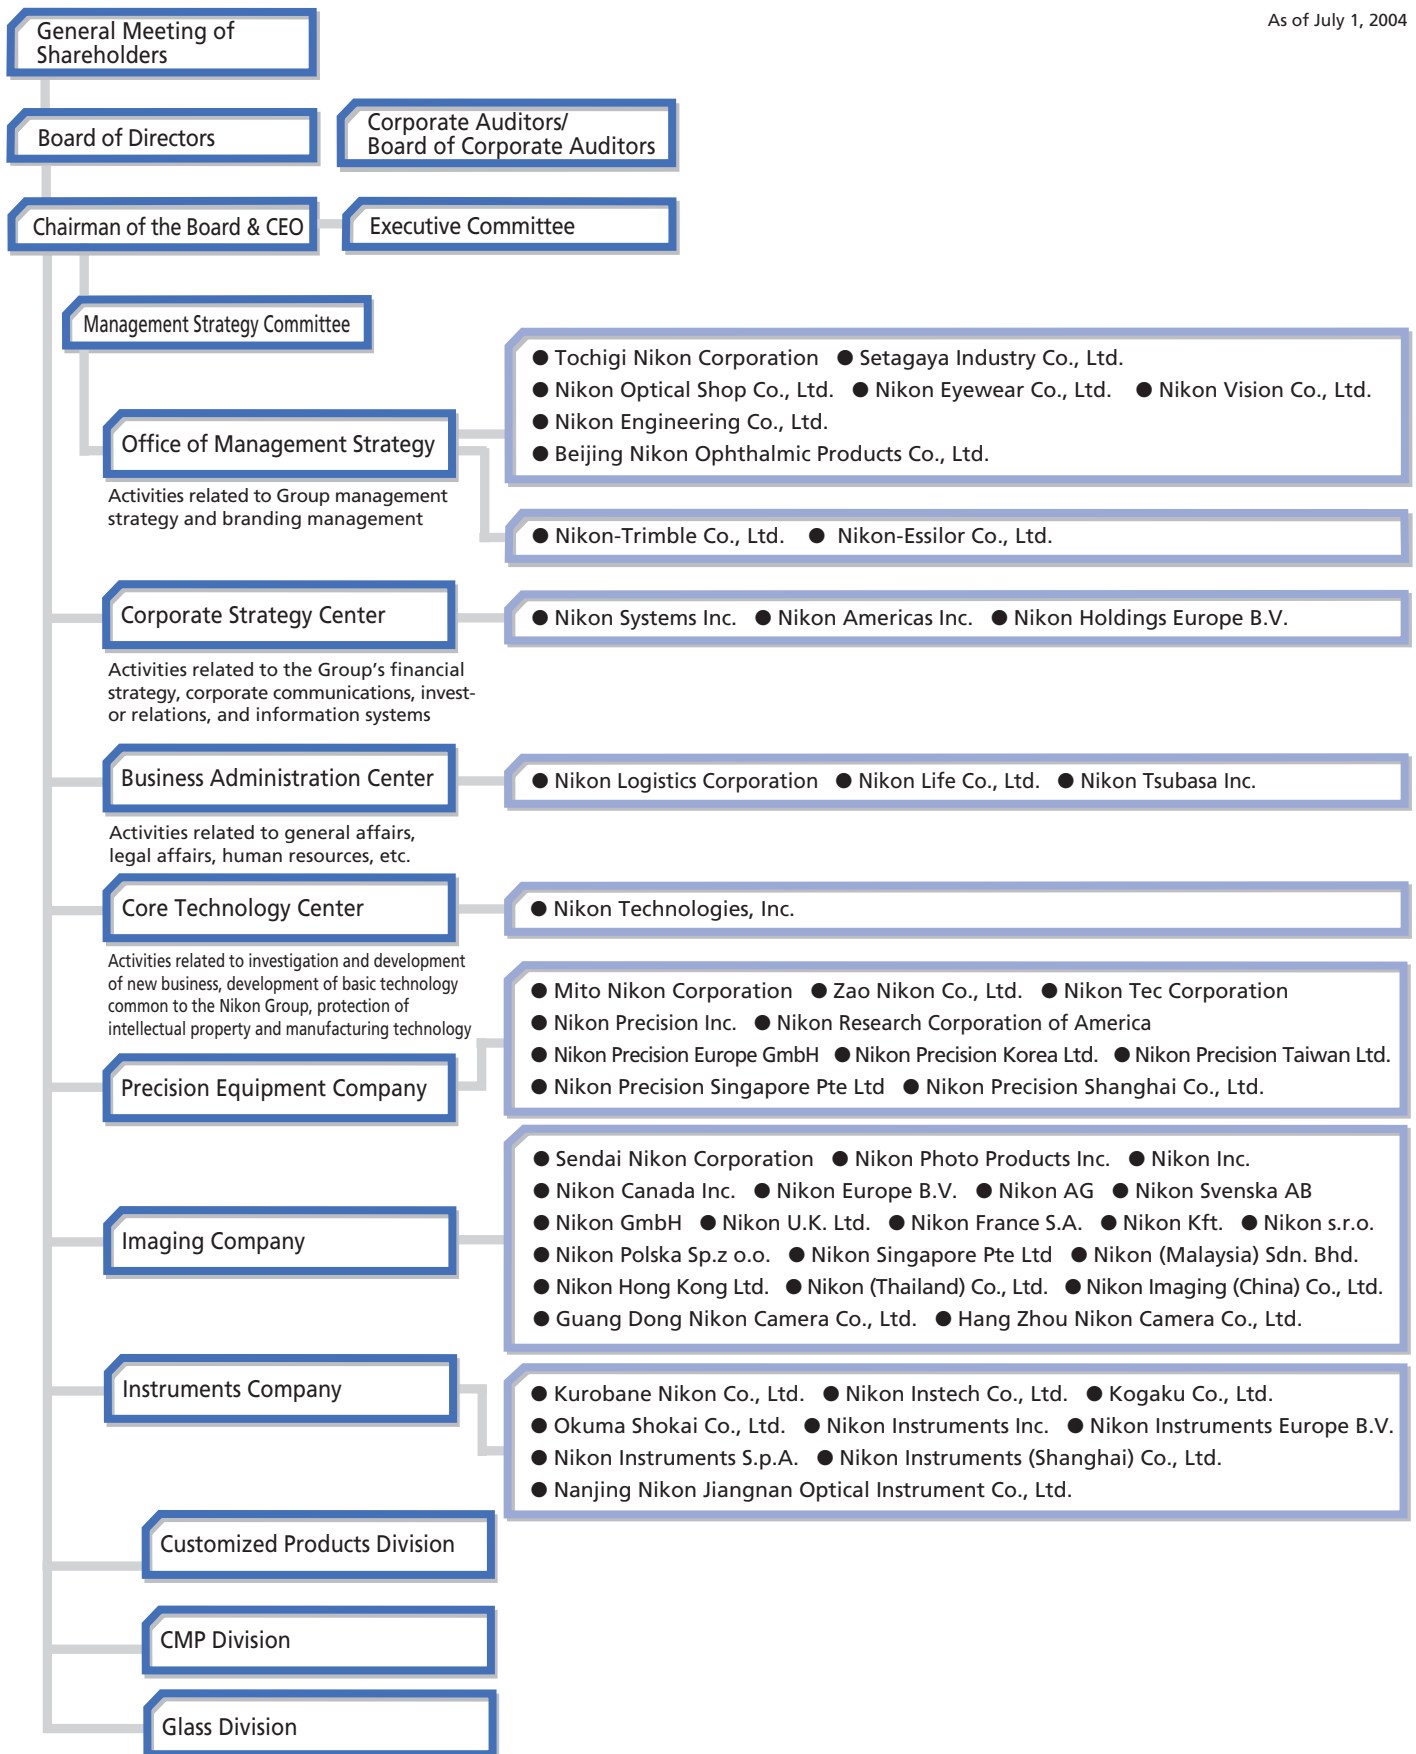 As of July 1, 2004
General Meeting of
Shareholders
Board of Directors
Corporate Auditors/
Board of Corporate Auditors
Chairman of the Board & CEO
Executive Committee
Management Strategy Committee
Office of Management Strategy
Activities related to Group management
strategy and branding management
● Tochigi Nikon Corporation ● Setagaya Industry Co., Ltd.
● Nikon Optical Shop Co., Ltd. ● Nikon Eyewear Co., Ltd. ● Nikon Vision Co., Ltd.
● Nikon Engineering Co., Ltd.
● Beijing Nikon Ophthalmic Products Co., Ltd.
● Nikon-Trimble Co., Ltd. ● Nikon-Essilor Co., Ltd.
Corporate Strategy Center
Activities related to the Group's financial
strategy, corporate communications, invest-
or relations, and information systems
● Nikon Systems Inc. ● Nikon Americas Inc. ● Nikon Holdings Europe B.V.
Business Administration Center
Activities related to general affairs,
legal affairs, human resources, etc.
● Nikon Logistics Corporation ● Nikon Life Co., Ltd. ● Nikon Tsubasa Inc.
Core Technology Center
Activities related to investigation and development
of new business, development of basic technology
common to the Nikon Group, protection of
intellectual property and manufacturing technology
● Nikon Technologies, Inc.
Precision Equipment Company
● Mito Nikon Corporation ● Zao Nikon Co., Ltd. ● Nikon Tec Corporation
● Nikon Precision Inc. ● Nikon Research Corporation of America
● Nikon Precision Europe GmbH ● Nikon Precision Korea Ltd. ● Nikon Precision Taiwan Ltd.
● Nikon Precision Singapore Pte Ltd ● Nikon Precision Shanghai Co., Ltd.
Imaging Company
● Sendai Nikon Corporation ● Nikon Photo Products Inc. ● Nikon Inc.
● Nikon Canada Inc. ● Nikon Europe B.V. ● Nikon AG ● Nikon Svenska AB
● Nikon GmbH ● Nikon U.K. Ltd. ● Nikon France S.A. ● Nikon Kft. ● Nikon s.r.o.
● Nikon Polska Sp.z o.o. ● Nikon Singapore Pte Ltd ● Nikon (Malaysia) Sdn. Bhd.
● Nikon Hong Kong Ltd. ● Nikon (Thailand) Co., Ltd. ● Nikon Imaging (China) Co., Ltd.
● Guang Dong Nikon Camera Co., Ltd. ● Hang Zhou Nikon Camera Co., Ltd.
Instruments Company
● Kurobane Nikon Co., Ltd. ● Nikon Instech Co., Ltd. ● Kogaku Co., Ltd.
● Okuma Shokai Co., Ltd. ● Nikon Instruments Inc. ● Nikon Instruments Europe B.V.
● Nikon Instruments S.p.A. ● Nikon Instruments (Shanghai) Co., Ltd.
● Nanjing Nikon Jiangnan Optical Instrument Co., Ltd.
Customized Products Division
CMP Division
Glass Division